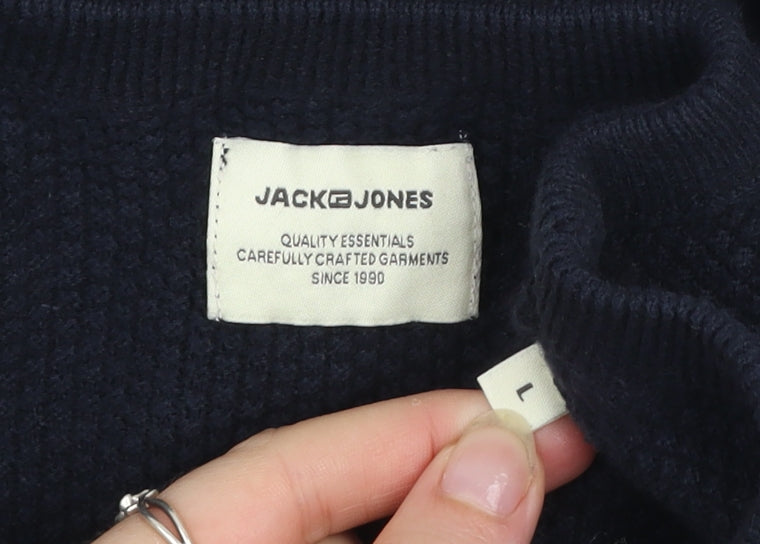 JACK&JONES
QUALITY ESSENTIALS
CAREFULLY CRAFTED GARMENTS
SINCE 1990
L